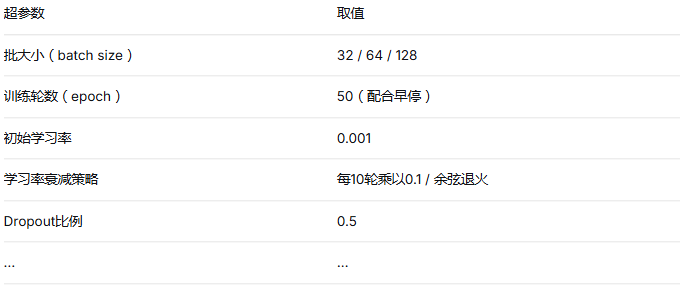 超参数 取值
批大小（batch size） 32 / 64 / 128
训练轮数（epoch） 50（配合早停）
初始学习率 0.001
学习率衰减策略 每10轮乘以0.1 / 余弦退火
Dropout比例 0.5
... ...